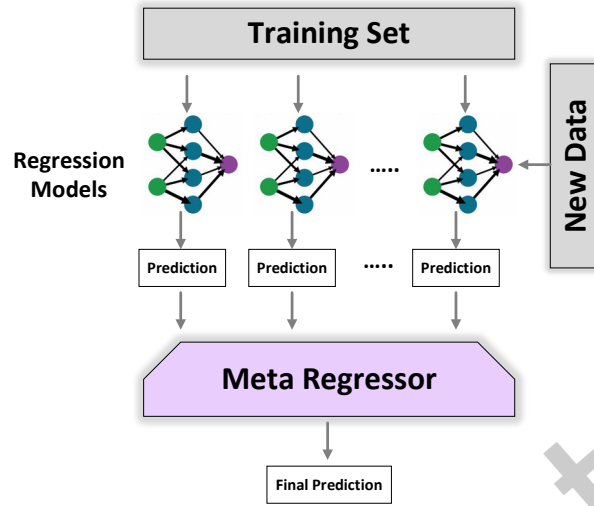 Training Set
New Data
Regression
Models
.....
Prediction
Prediction
.....
Prediction
Meta Regressor
Final Prediction